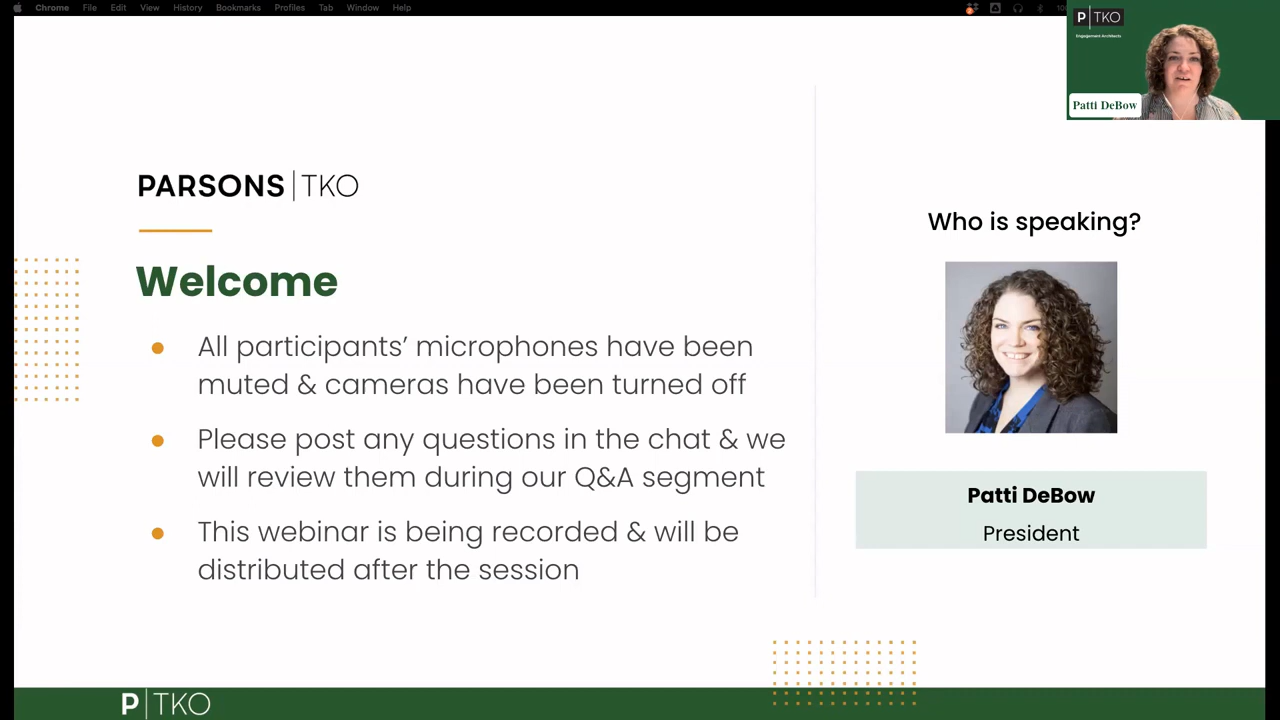 Chrome File Edit View History Bookmarks Profiles Tab Window Help
P|TKO
Engagement Architects
Patti DeBow
PARSONS|TKO
Welcome
● All participants’ microphones have been
muted & cameras have been turned off
● Please post any questions in the chat & we
will review them during our Q&A segment
● This webinar is being recorded & will be
distributed after the session
Who is speaking?
Patti DeBow
President
P|TKO